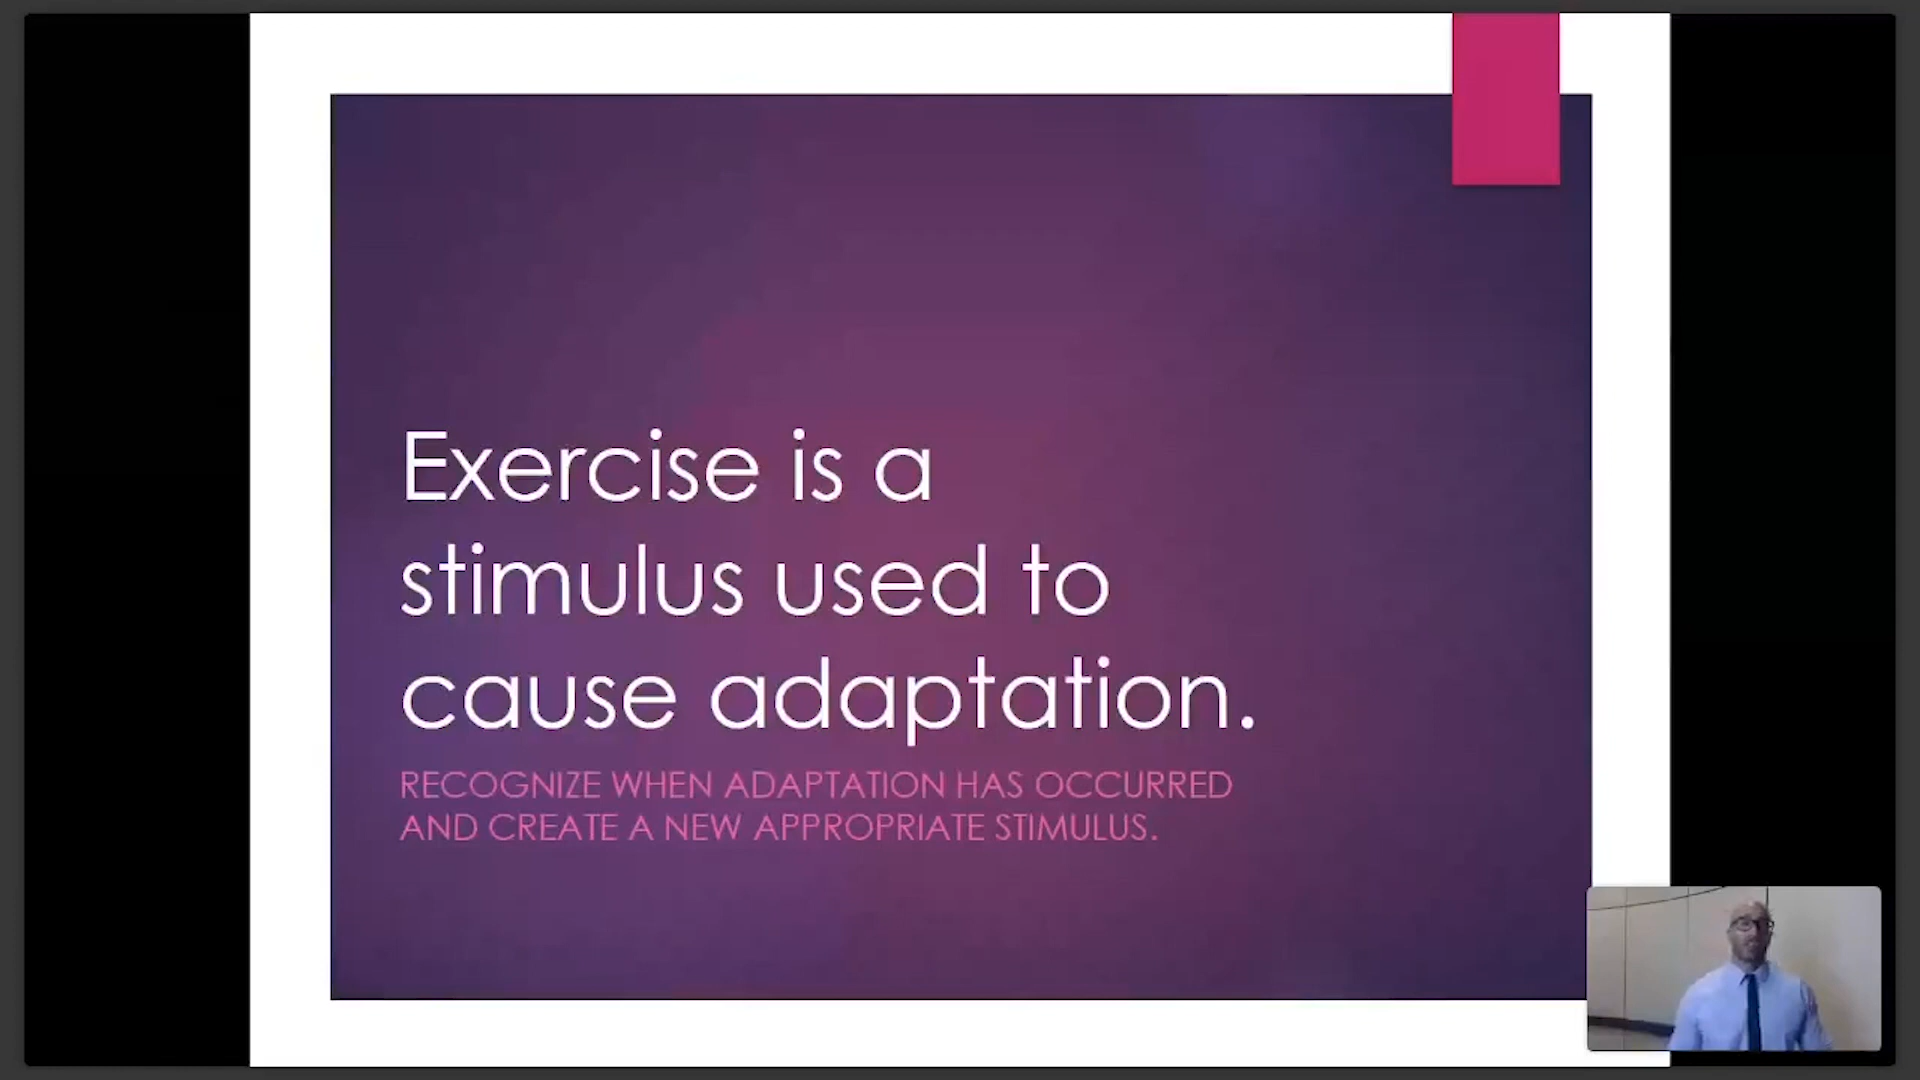 Exercise is a
stimulus used to
cause adaptation.
RECOGNIZE WHEN ADAPTATION HAS OCCURRED
AND CREATE A NEW APPROPRIATE STIMULUS.